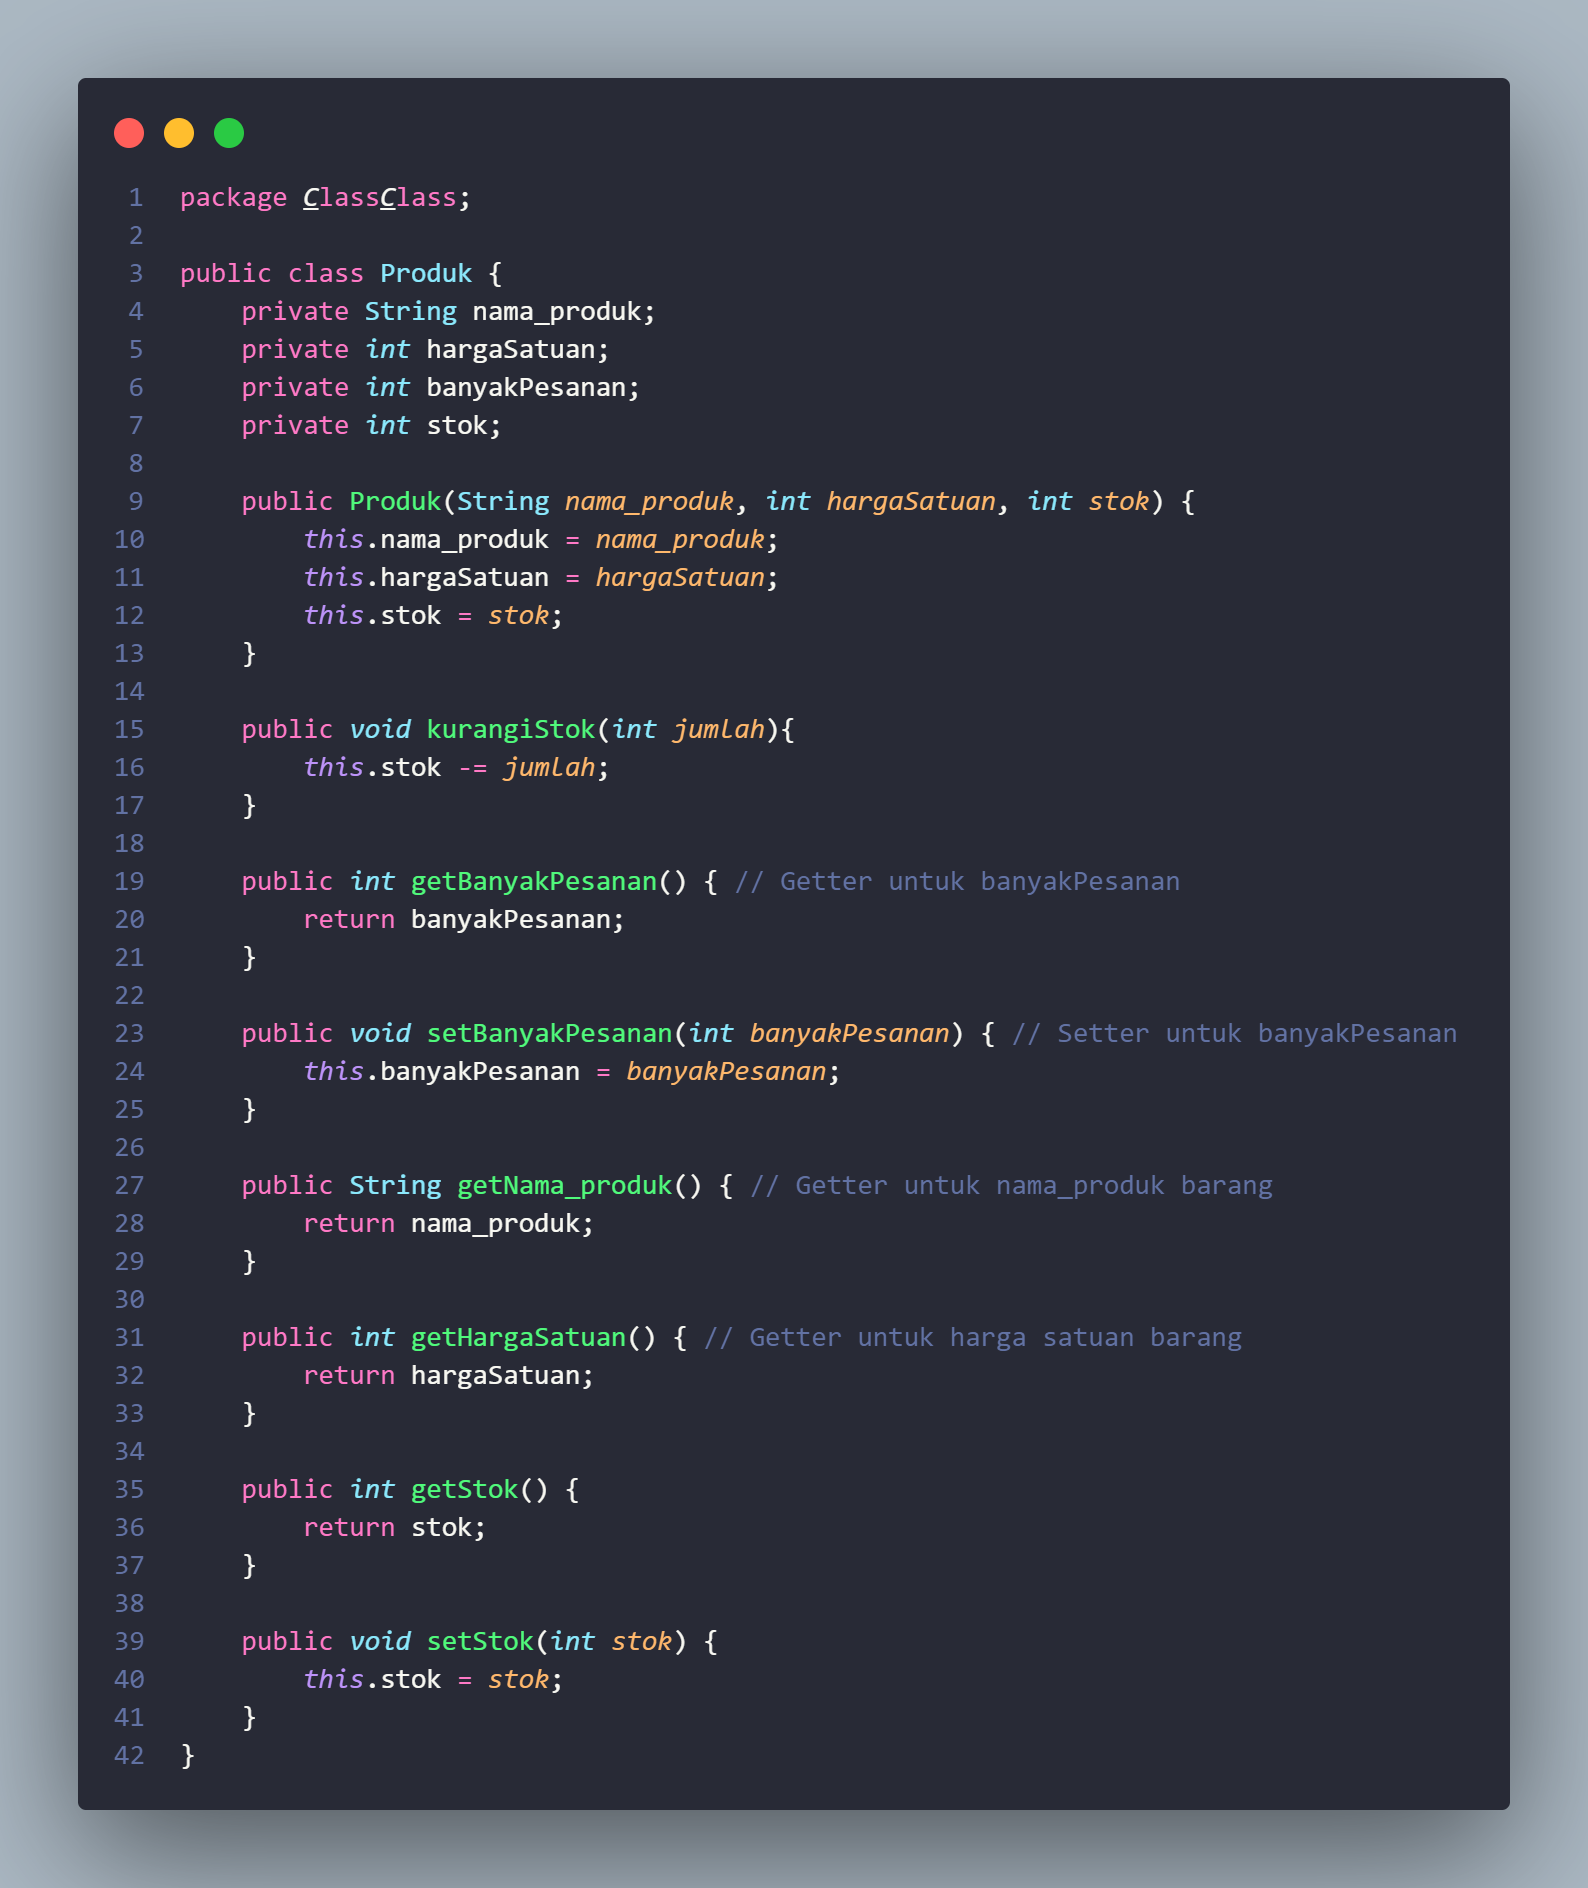 1 package ClassClass;
2
3 public class Produk {
4     private String nama_produk;
5     private int hargaSatuan;
6     private int banyakPesanan;
7     private int stok;
8
9     public Produk(String nama_produk, int hargaSatuan, int stok) {
10         this.nama_produk = nama_produk;
11         this.hargaSatuan = hargaSatuan;
12         this.stok = stok;
13     }
14
15     public void kurangiStok(int jumlah){
16         this.stok -= jumlah;
17     }
18
19     public int getBanyakPesanan() { // Getter untuk banyakPesanan
20         return banyakPesanan;
21     }
22
23     public void setBanyakPesanan(int banyakPesanan) { // Setter untuk banyakPesanan
24         this.banyakPesanan = banyakPesanan;
25     }
26
27     public String getNama_produk() { // Getter untuk nama_produk barang
28         return nama_produk;
29     }
30
31     public int getHargaSatuan() { // Getter untuk harga satuan barang
32         return hargaSatuan;
33     }
34
35     public int getStok() {
36         return stok;
37     }
38
39     public void setStok(int stok) {
40         this.stok = stok;
41     }
42 }